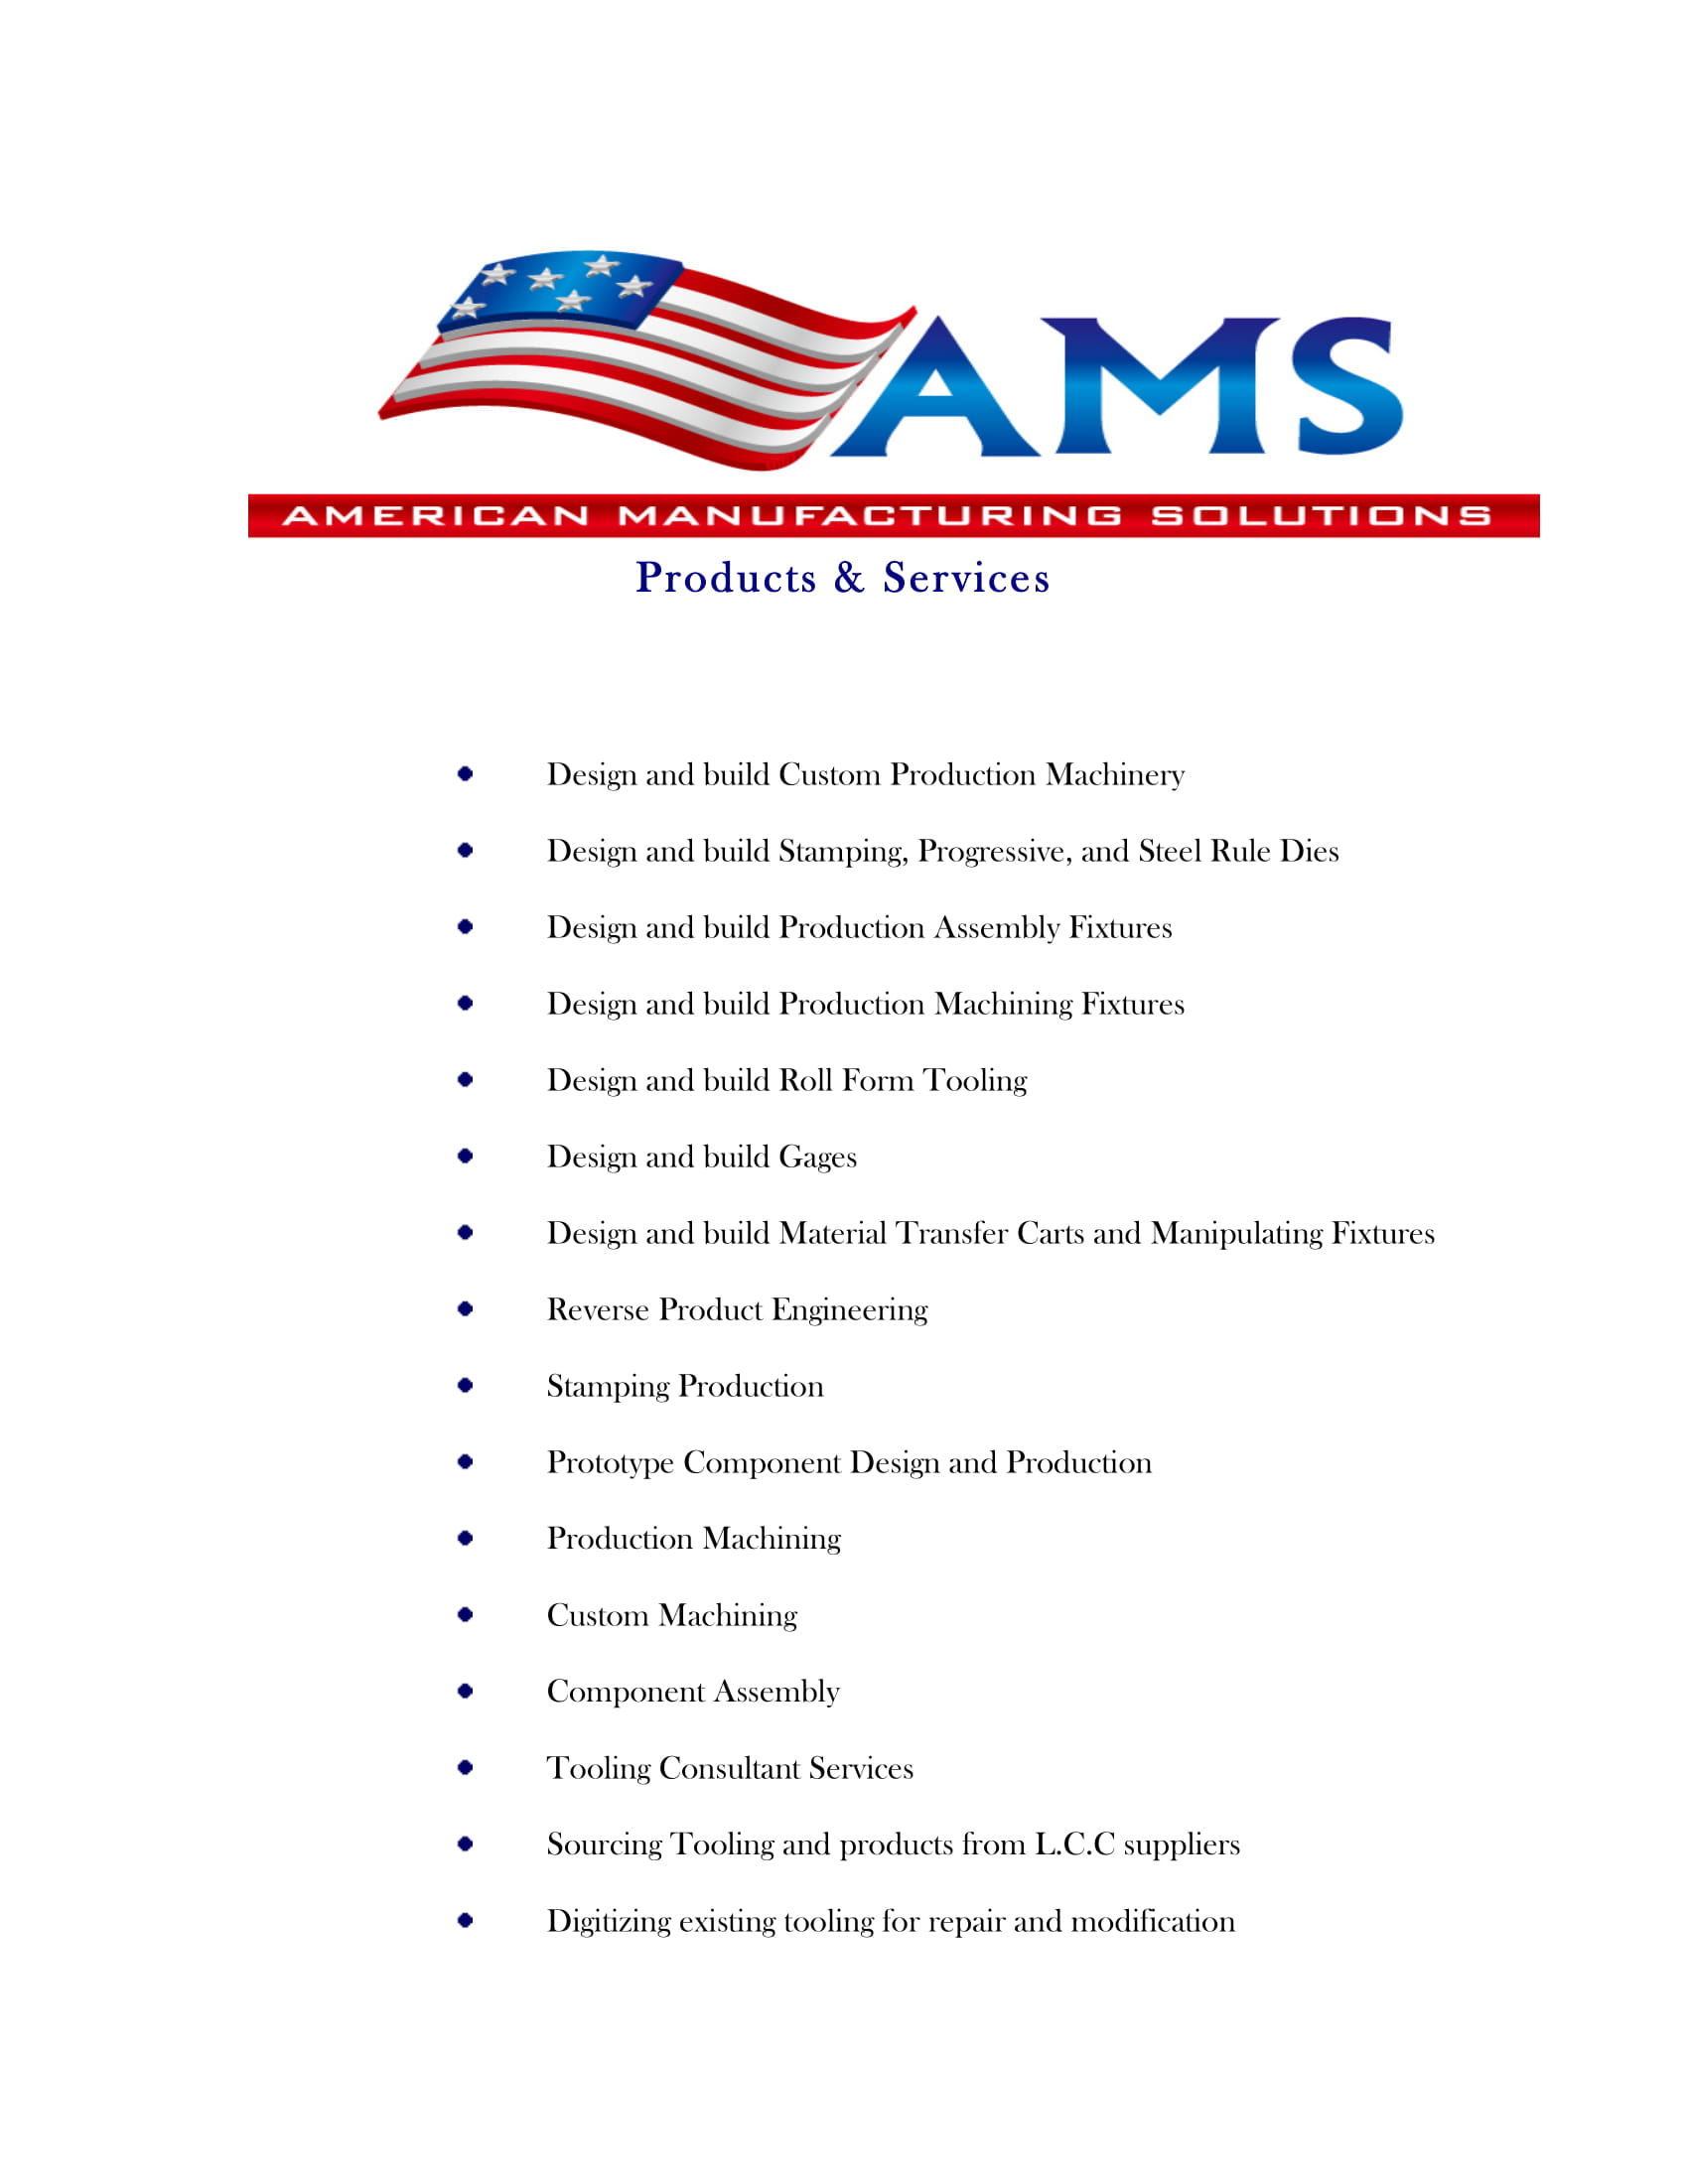 AMS
AMERICAN MANUFACTURING SOLUTIONS
Products & Services
Design and build Custom Production Machinery
Design and build Stamping, Progressive, and Steel Rule Dies
Design and build Production Assembly Fixtures
Design and build Production Machining Fixtures
Design and build Roll Form Tooling
Design and build Gages
Design and build Material Transfer Carts and Manipulating Fixtures
Reverse Product Engineering
Stamping Production
Prototype Component Design and Production
Production Machining
Custom Machining
Component Assembly
Tooling Consultant Services
Sourcing Tooling and products from L.C.C suppliers
Digitizing existing tooling for repair and modification